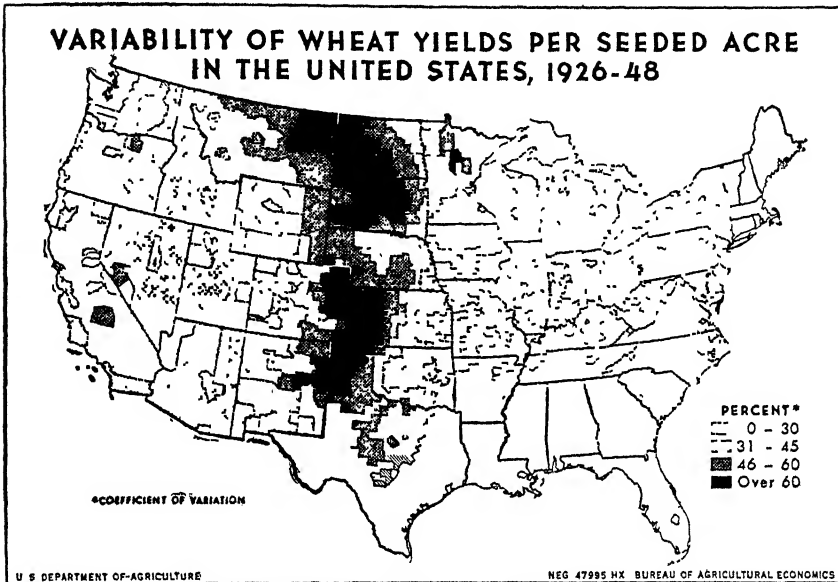 VARIABILITY OF WHEAT YIELDS PER SEEDED ACRE
IN THE UNITED STATES, 1926-48
PERCENT*
0 - 30
31 - 45
46 - 60
Over 60
*COEFFICIENT OF VARIATION
U S DEPARTMENT OF-AGRICULTURE
NEG 47995 HX BUREAU OF AGRICULTURAL ECONOMICS